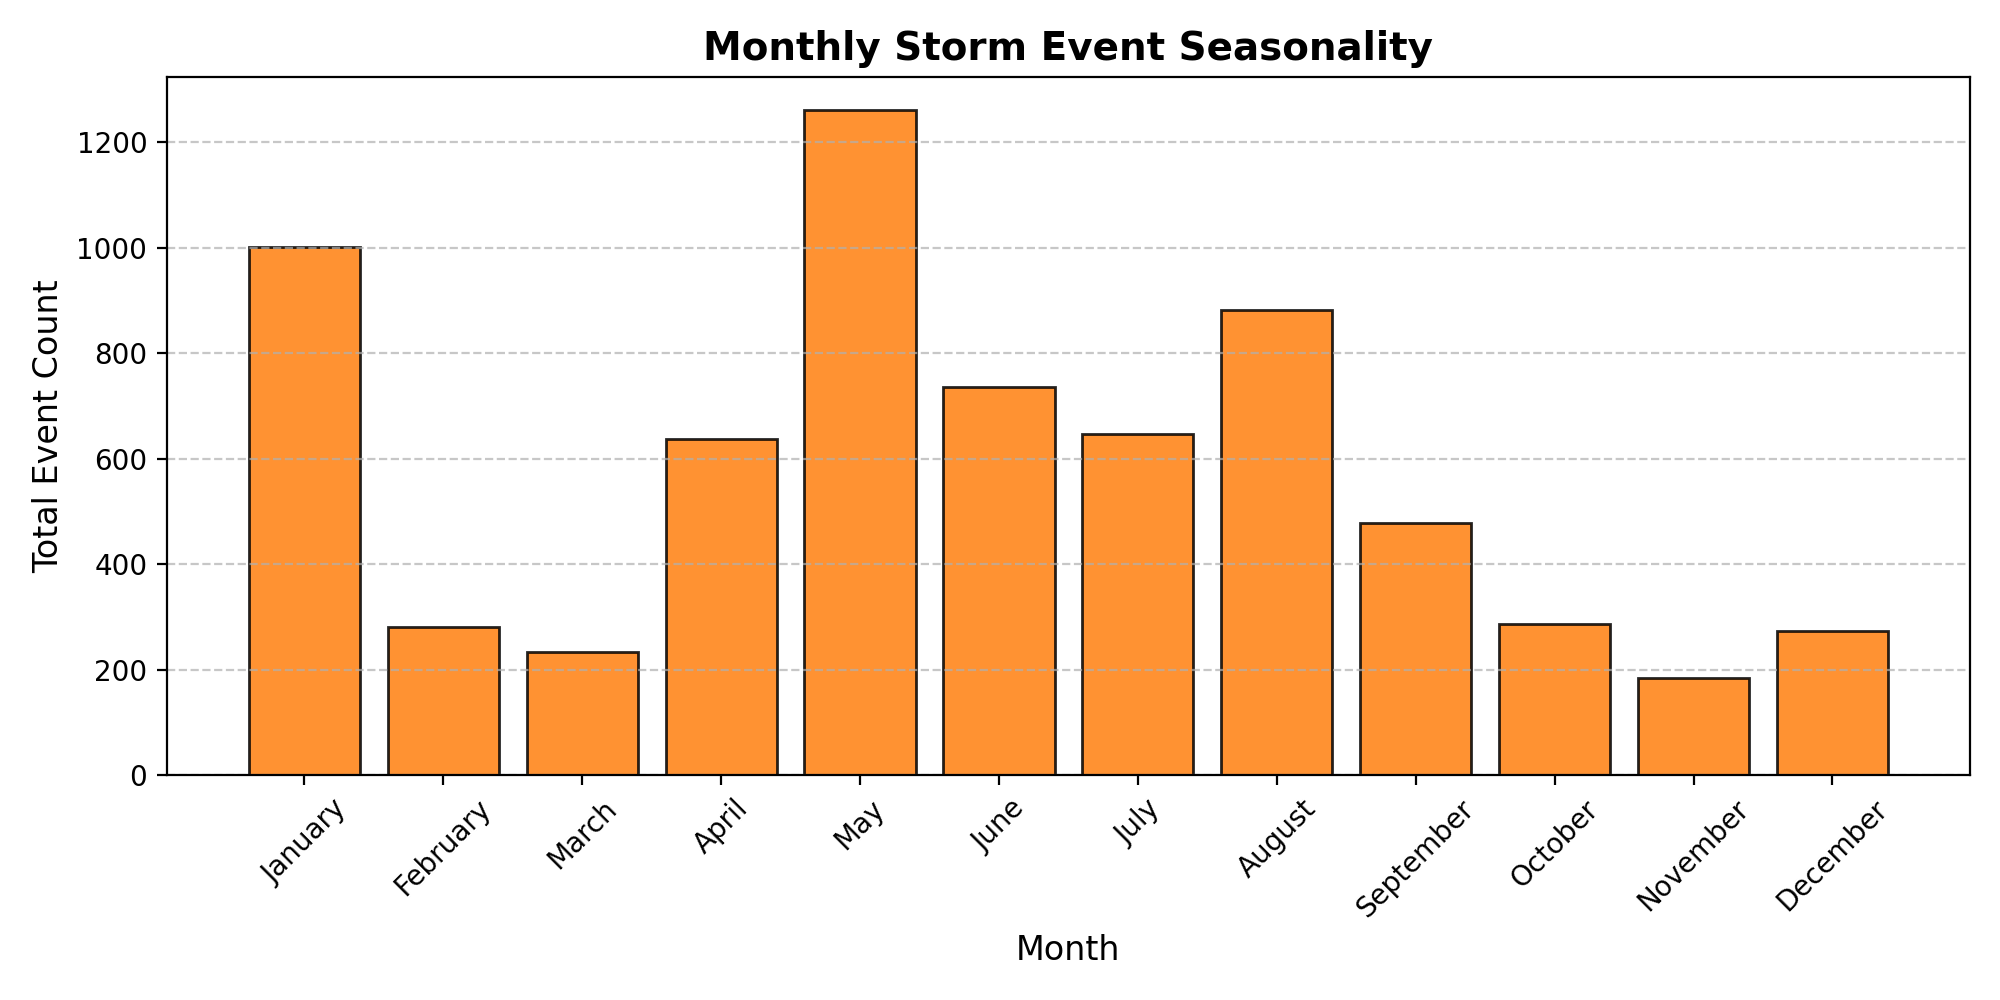 Monthly Storm Event Seasonality
Total Event Count
1200
1000
800
600
400
200
0
January
February
March
April
May
June
July
August
September
October
November
December
Month